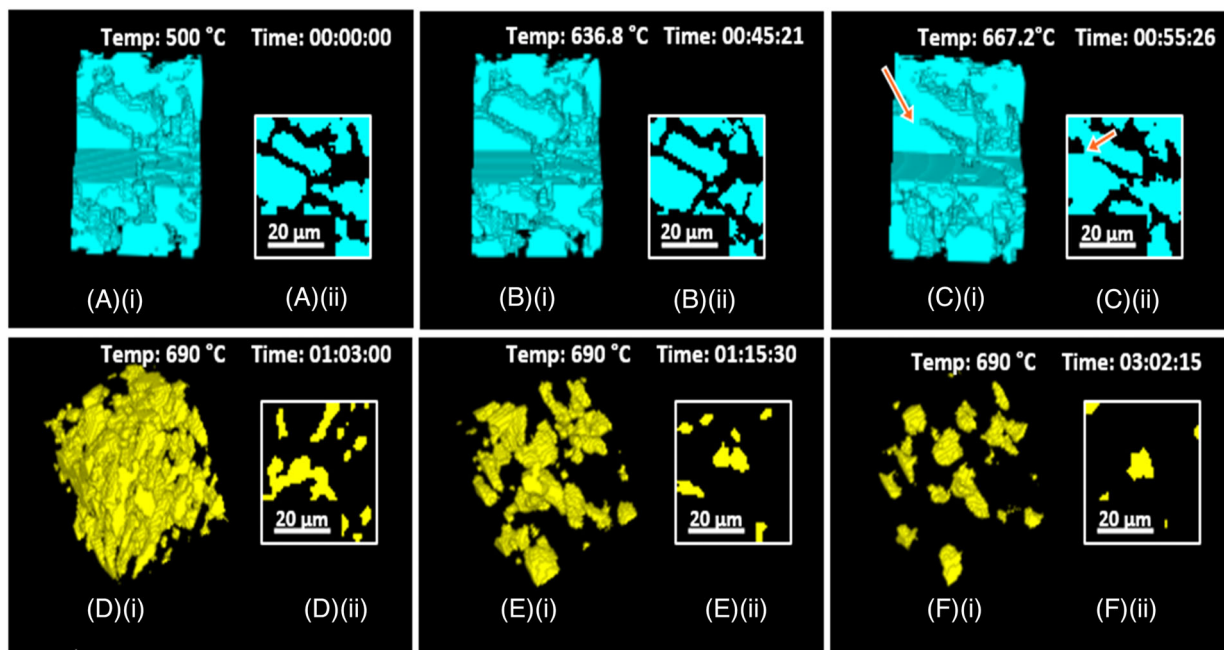 Temp: 500 °C Time: 00:00:00
20 µm
(A)(i) (A)(ii)
Temp: 636.8 °C Time: 00:45:21
20 µm
(B)(i) (B)(ii)
Temp: 667.2°C Time: 00:55:26
20 µm
(C)(i) (C)(ii)
Temp: 690 °C Time: 01:03:00
20 µm
(D)(i) (D)(ii)
Temp: 690 °C Time: 01:15:30
20 µm
(E)(i) (E)(ii)
Temp: 690 °C Time: 03:02:15
20 µm
(F)(i) (F)(ii)